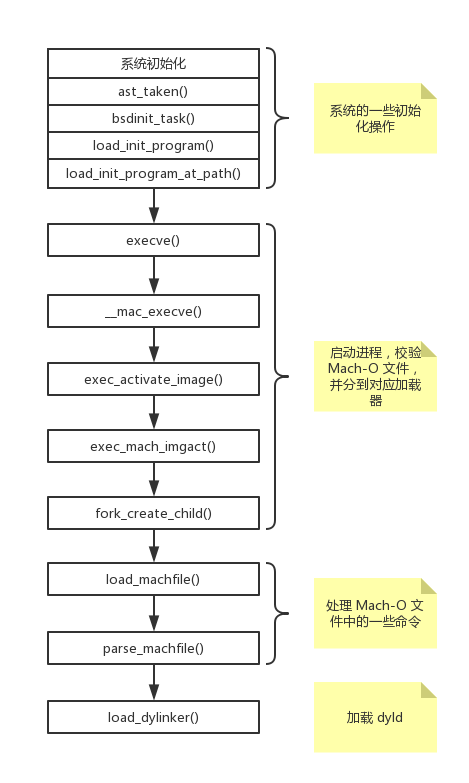 系统初始化
ast_taken()
bsdinit_task()
load_init_program()
load_init_program_at_path()
系统的一些初始
化操作
execve()
__mac_execve()
exec_activate_image()
exec_mach_imgact()
fork_create_child()
启动进程，校验
Mach-O 文件，
并分到对应加载
器
load_machfile()
parse_machfile()
处理 Mach-O 文
件中的一些命令
load_dylinker()
加载 dyld